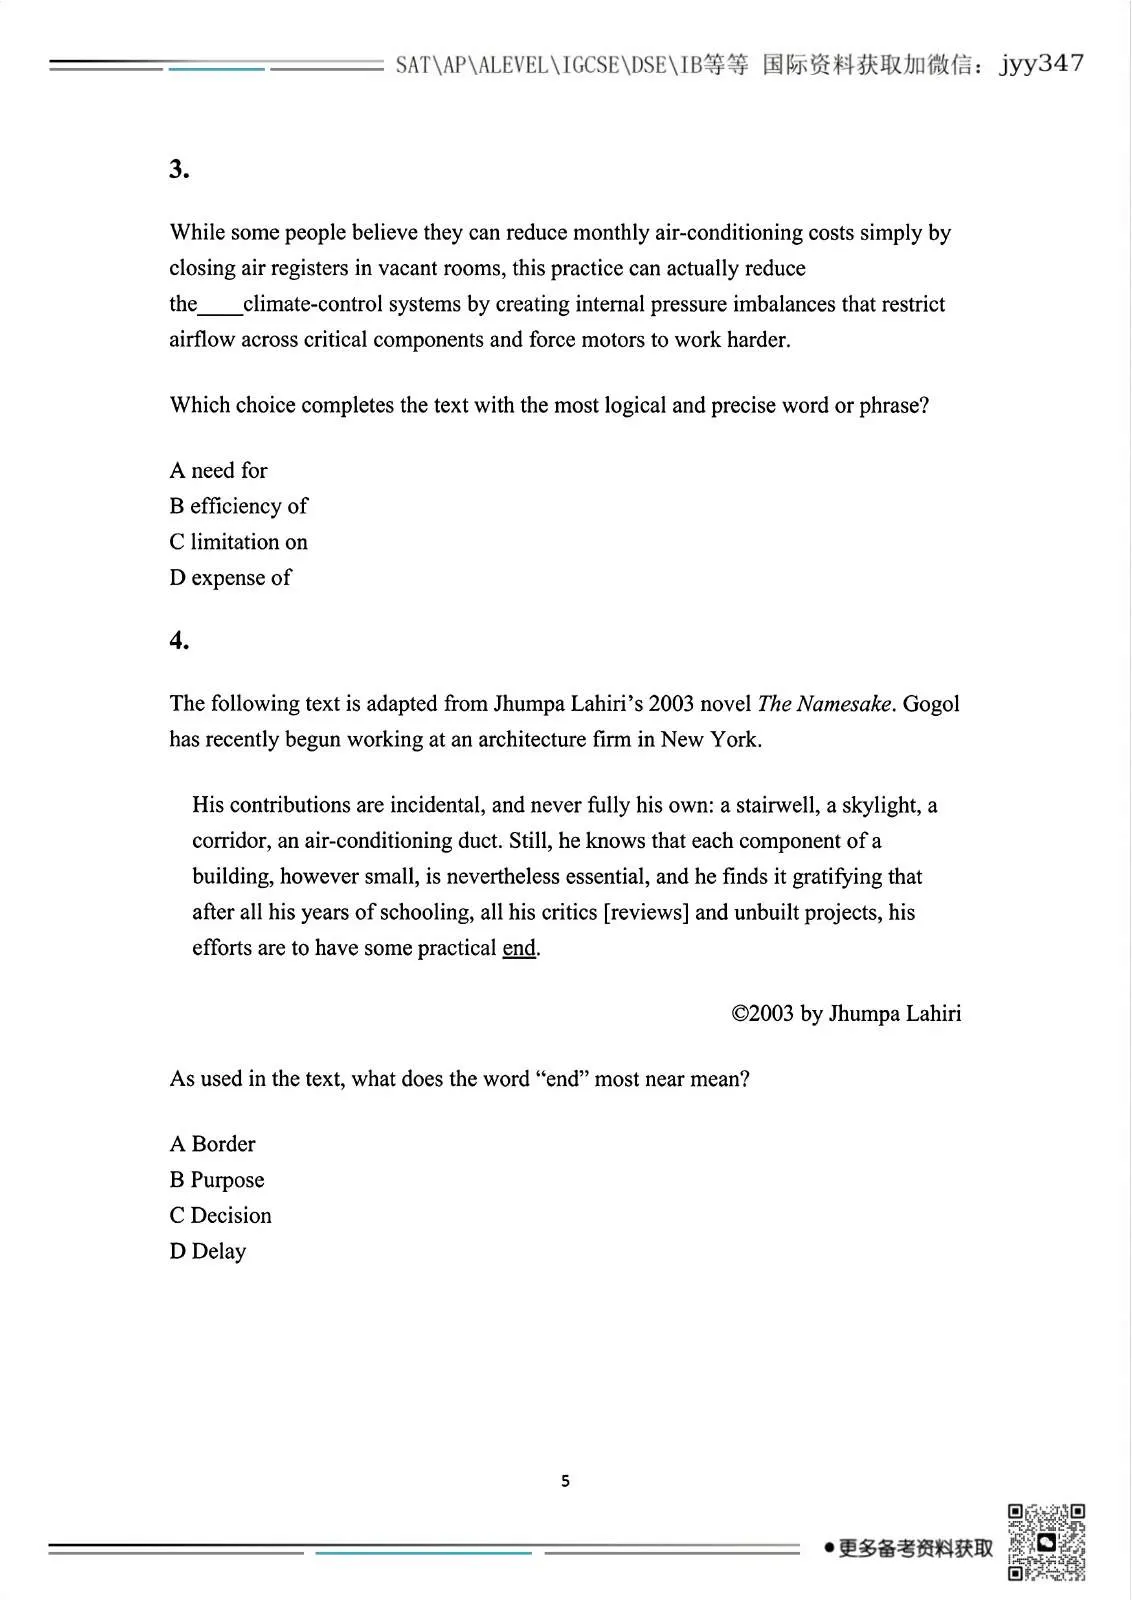 SAT\AP\ALEVEL\IGCSE\DSE\IB等等 国际资料获取加微信：jyy347
3.
While some people believe they can reduce monthly air-conditioning costs simply by
closing air registers in vacant rooms, this practice can actually reduce
the____climate-control systems by creating internal pressure imbalances that restrict
airflow across critical components and force motors to work harder.
Which choice completes the text with the most logical and precise word or phrase?
A need for
B efficiency of
C limitation on
D expense of
4.
The following text is adapted from Jhumpa Lahiri’s 2003 novel The Namesake. Gogol
has recently begun working at an architecture firm in New York.
His contributions are incidental, and never fully his own: a stairwell, a skylight, a
corridor, an air-conditioning duct. Still, he knows that each component of a
building, however small, is nevertheless essential, and he finds it gratifying that
after all his years of schooling, all his critics [reviews] and unbuilt projects, his
efforts are to have some practical end.
©2003 by Jhumpa Lahiri
As used in the text, what does the word “end” most near mean?
A Border
B Purpose
C Decision
D Delay
5
●更多备考资料获取